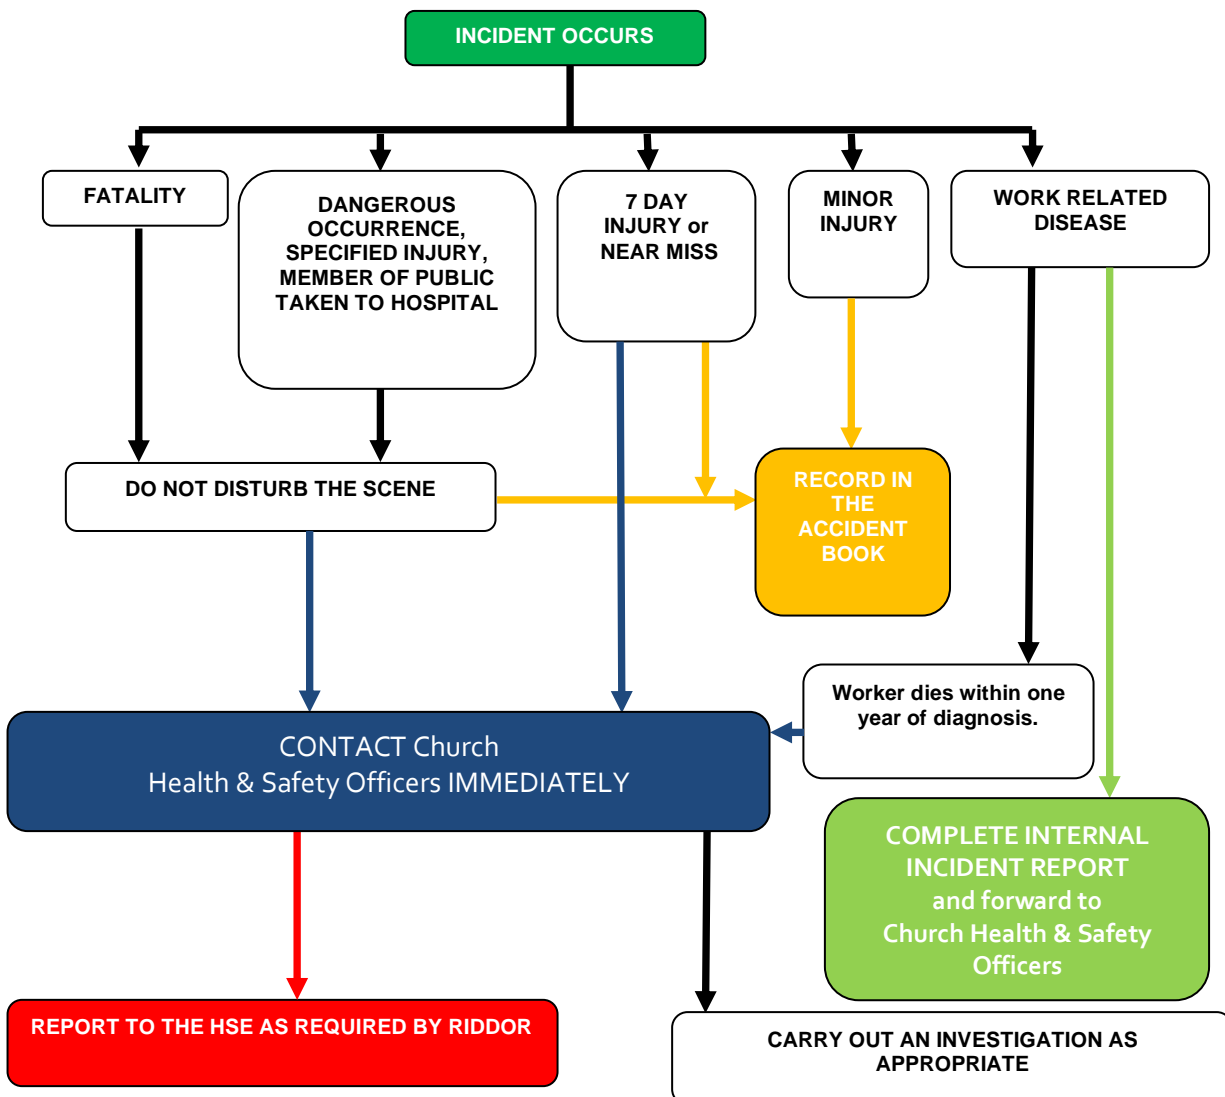 INCIDENT OCCURS
FATALITY
DANGEROUS
OCCURRENCE,
SPECIFIED INJURY,
MEMBER OF PUBLIC
TAKEN TO HOSPITAL
7 DAY
INJURY or
NEAR MISS
MINOR
INJURY
WORK RELATED
DISEASE
DO NOT DISTURB THE SCENE
RECORD IN
THE
ACCIDENT
BOOK
Worker dies within one
year of diagnosis.
CONTACT Church
Health & Safety Officers IMMEDIATELY
COMPLETE INTERNAL
INCIDENT REPORT
and forward to
Church Health & Safety
Officers
REPORT TO THE HSE AS REQUIRED BY RIDDOR
CARRY OUT AN INVESTIGATION AS
APPROPRIATE